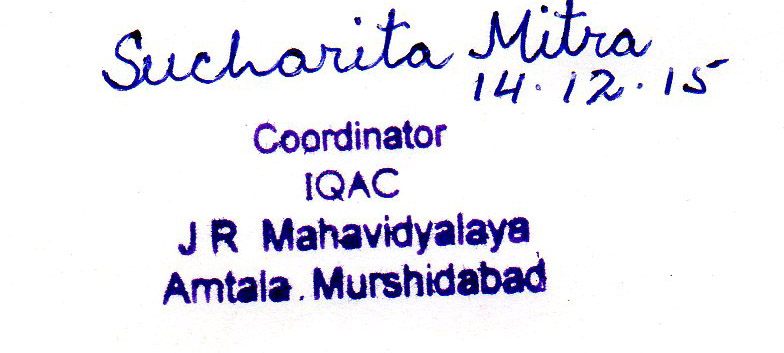 Sucharita Mitra
14.12.15
Coordinator
IQAC
J R Mahavidyalaya
Amtala. Murshidabad